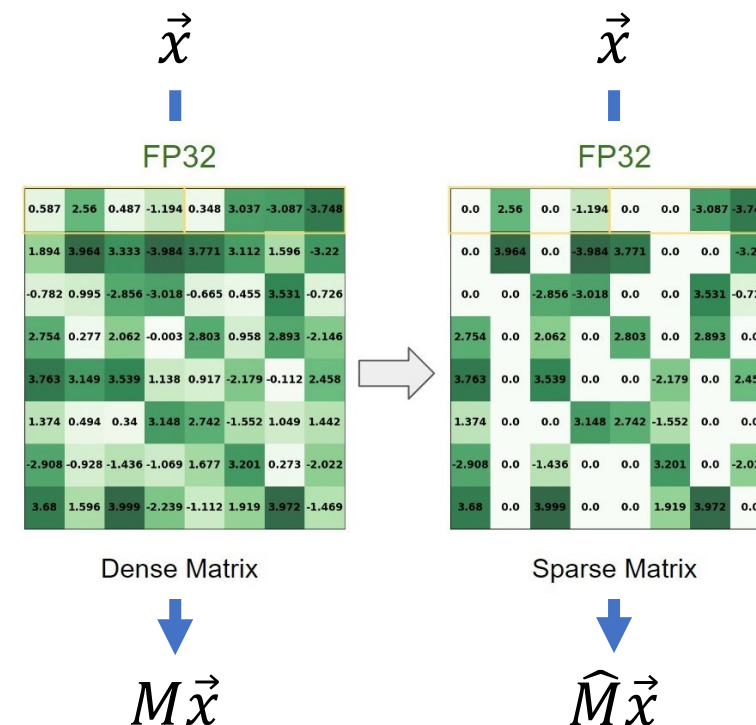 x⃗ x⃗
FP32 FP32
0.587 2.56 0.487 -1.194 0.348 3.037 -3.087 -3.748 0.0 2.56 0.0 -1.194 0.0 0.0 -3.087
1.894 3.964 3.333 -3.984 3.771 3.112 1.596 -3.22 0.0 3.964 0.0 -3.984 3.771 0.0 0.0
-0.782 0.995 -2.856 -3.018 -0.665 0.455 3.531 -0.726 0.0 0.0 -2.856 -3.018 0.0 0.0 3.531
2.754 0.277 2.062 -0.003 2.803 0.958 2.893 -2.146 2.754 0.0 2.062 0.0 2.803 0.0 2.893
3.763 3.149 3.539 1.138 0.917 -2.179 -0.112 2.458 3.763 0.0 3.539 0.0 0.0 -2.179 0.0
1.374 0.494 0.34 3.148 2.742 -1.552 1.049 1.442 1.374 0.0 0.0 3.148 2.742 -1.552 0.0
-2.908 -0.928 -1.436 -1.069 1.677 3.201 0.273 -2.022 -2.908 0.0 -1.436 0.0 0.0 3.201 0.0
3.68 1.596 3.999 -2.239 -1.112 1.919 3.972 -1.469 3.68 0.0 3.999 0.0 0.0 1.919 3.972
Dense Matrix Sparse Matrix
Mx⃗ M̂x⃗